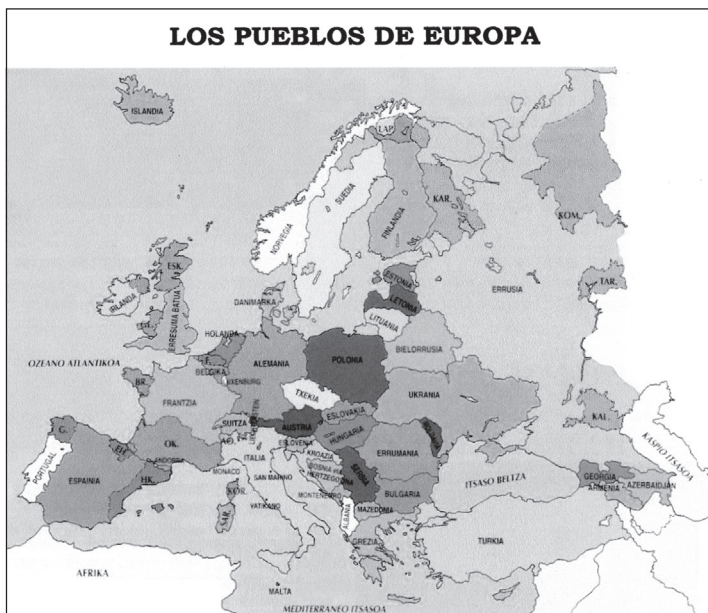 LOS PUEBLOS DE EUROPA
ISLANDIA
LAP.
SUEDIA
NORVEGIA
FINLANDIA
KAR.
KOM.
ESK.
IRLANDA
ERRESUMA BATUA
DANIMARKA
ESTONIA
LETONIA
LITUANIA
ERRUSIA
TAR.
OZEANO ATLANTIKOA
HOLANDA
F.
BELGIKA
LUXENBURG
ALEMANIA
POLONIA
BIELORRUSIA
BR.
FRANTZIA
TXEKIA
ESLOVAKIA
UKRANIA
KAL.
KASPIO ITSASOA
SUITZA
AUSTRIA
HUNGARIA
ESLOVENIA
KROAZIA
G.
EH
OK.
AO.
ANDORRA
PORTUGAL
ESPAINIA
HK.
MONACO
ITALIA
SAN MARINO
BOSNIA HERTZEGOVINA
SERBIA
ERRUMANIA
ITSASO BELTZA
GEORGIA
ARMENIA
AZERBAIDJAN
KOR.
SAR.
VATIKANO
MONTENEGRO
ALBANIA
MAZEDONIA
BULGARIA
GREZIA
TURKIA
AFRIKA
MALTA
MEDITERRANEO ITSASOA